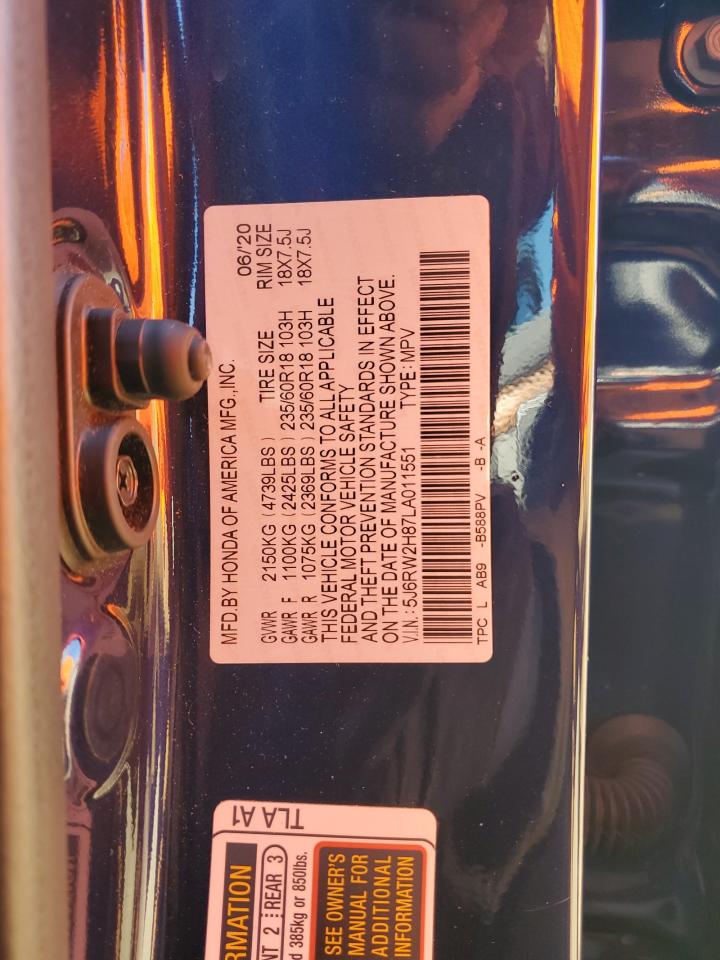 MFD. BY HONDA OF AMERICA MFG., INC. 06/'20
GVWR 2150KG (4739LBS) TIRE SIZE RIM SIZE
GAWR F 1100KG (2425LBS) 235/60R18 103H 18X7.5J
GAWR R 1075KG (2369LBS) 235/60R18 103H 18X7.5J
THIS VEHICLE CONFORMS TO ALL APPLICABLE
FEDERAL MOTOR VEHICLE SAFETY
AND THEFT PREVENTION STANDARDS IN EFFECT
ON THE DATE OF MANUFACTURE SHOWN ABOVE.
V.I.N.: 5J6RW2H87LA011551 TYPE: MPV
TPC L AB9 -B588PV -B -A
TLA A1
RMATION
NT 2 REAR 3
d 385kg or 850lbs.
SEE OWNER'S
MANUAL FOR
ADDITIONAL
INFORMATION